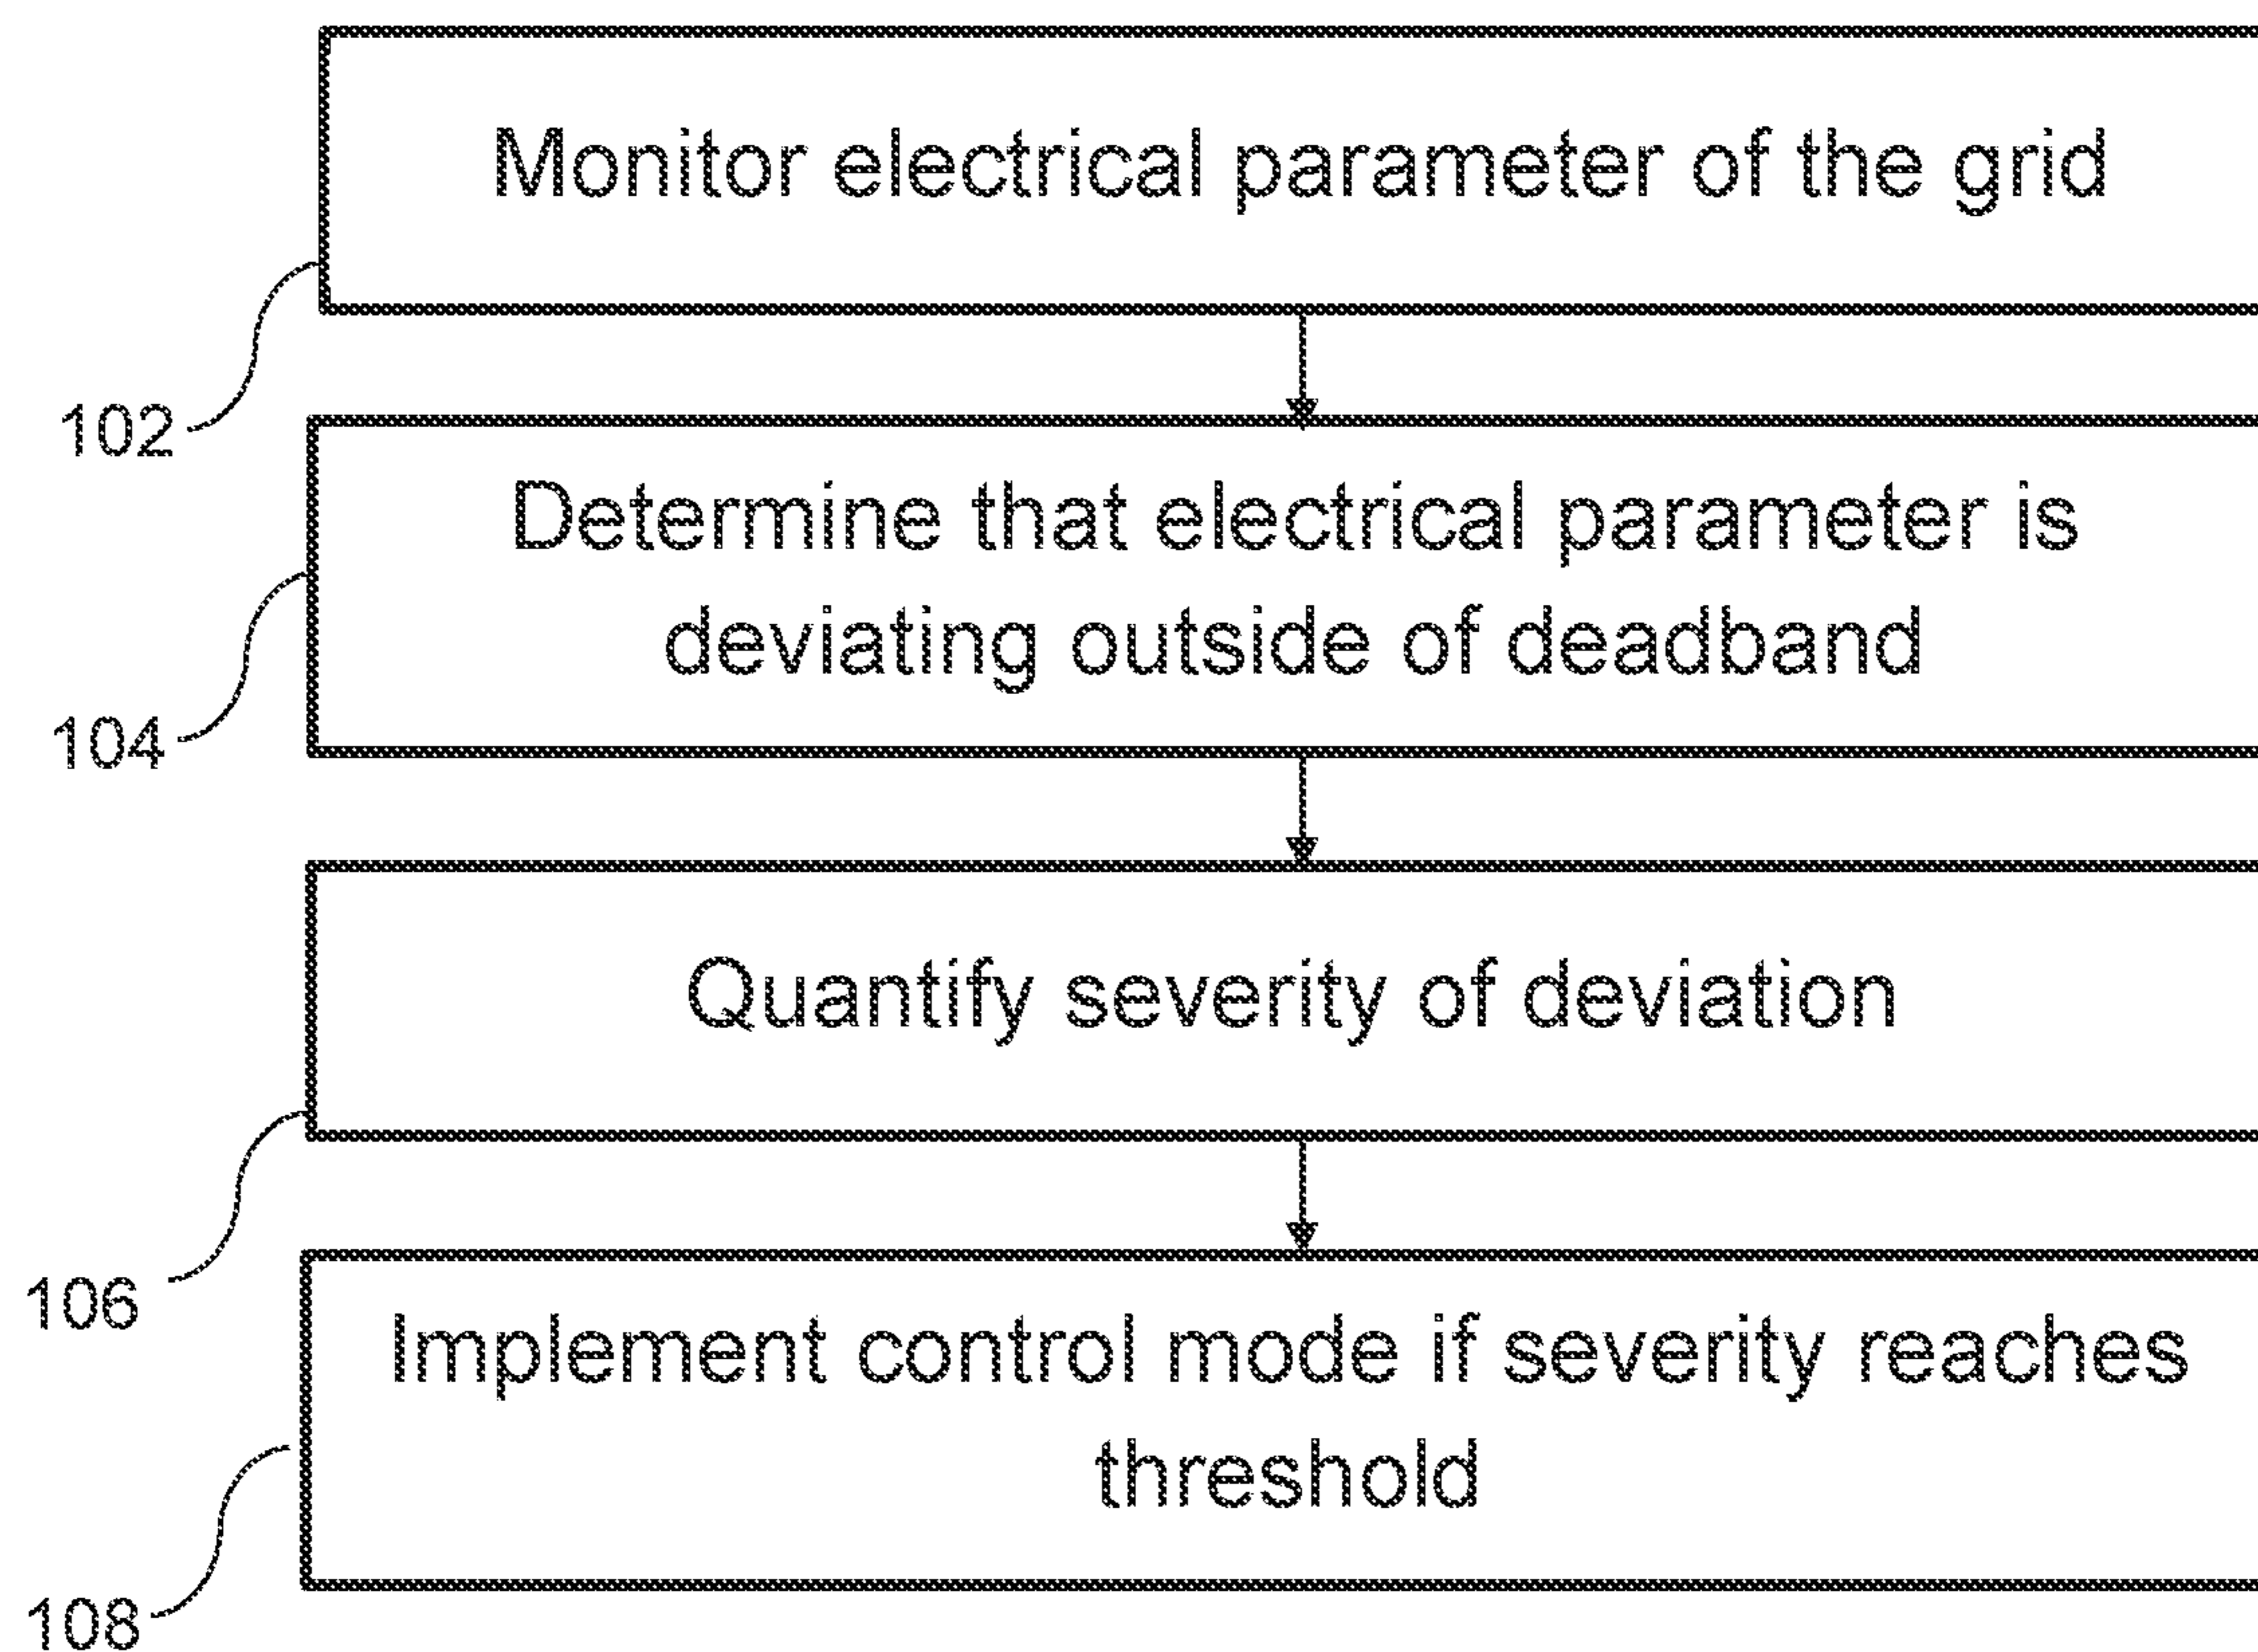 Monitor electrical parameter of the grid
102
Determine that electrical parameter is
deviating outside of deadband
104
Quantify severity of deviation
106
Implement control mode if severity reaches
threshold
108